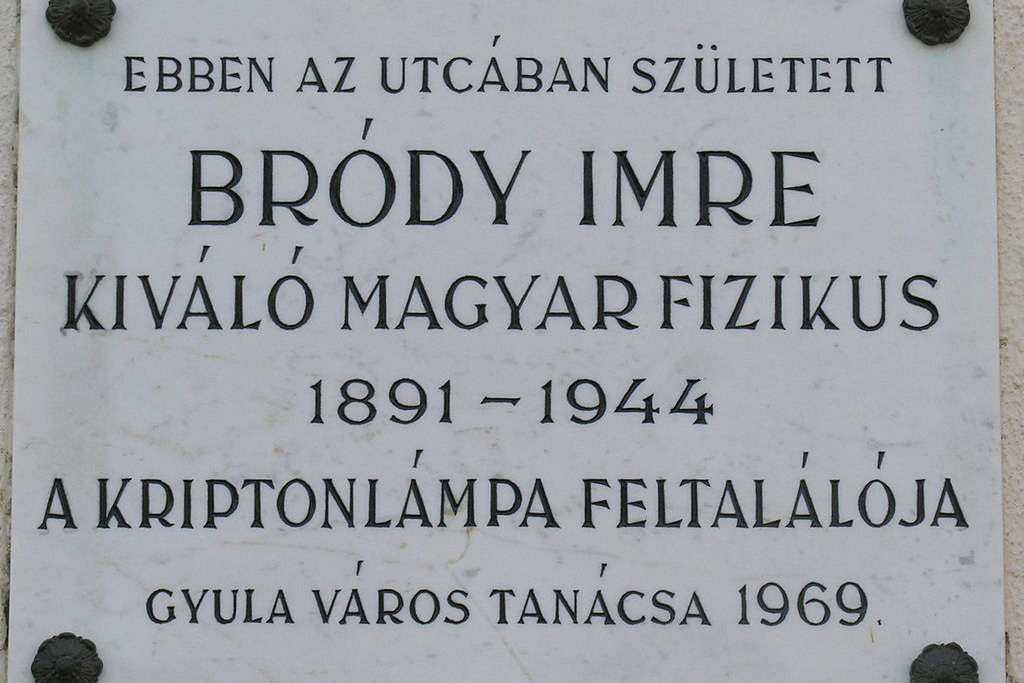 EBBEN AZ UTCÁBAN SZÜLETETT
BRÓDY IMRE
KIVÁLÓ MAGYAR FIZIKUS
1891 – 1944
A KRIPTONLÁMPA FELTALÁLÓJA
GYULA VÁROS TANÁCSA 1969.